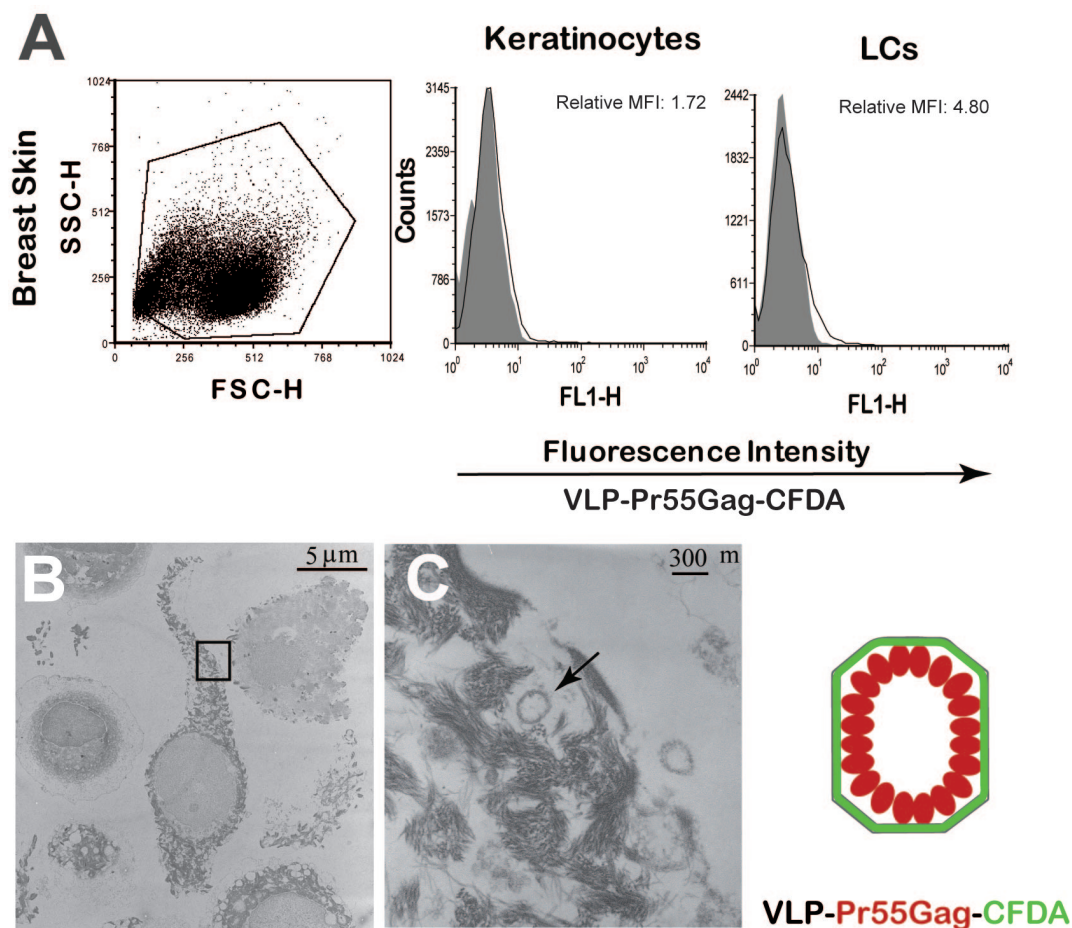 A
Keratinocytes
LCs
Breast Skin
SSC-H
1024
768
512
256
0
0 256 512 768 1024
FSC-H
Counts
3145
2359
1573
786
0
Relative MFI: 1.72
10^0 10^1 10^2 10^3 10^4
FL1-H
2442
1832
1221
611
0
Relative MFI: 4.80
10^0 10^1 10^2 10^3 10^4
FL1-H
Fluorescence Intensity
VLP-Pr55Gag-CFDA
B
5 µm
C
300 m
VLP-Pr55Gag-CFDA